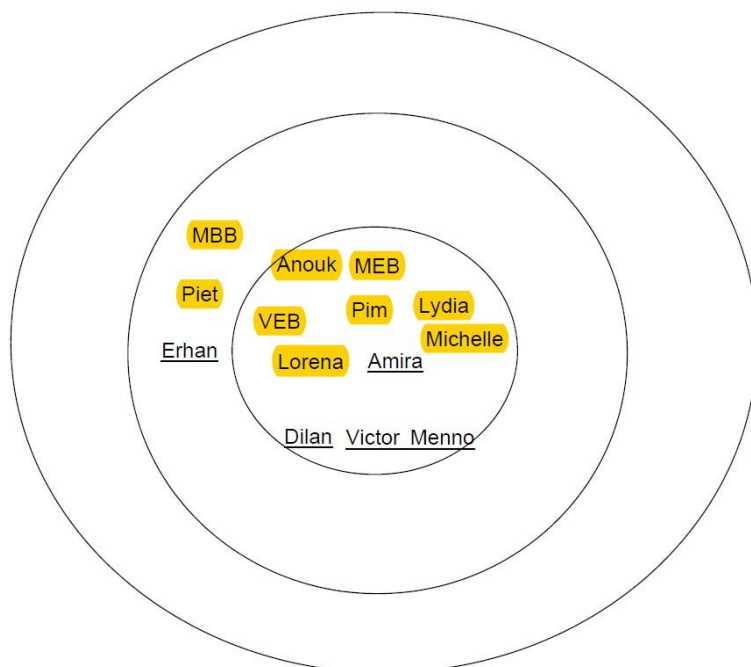 MBB
Anouk MEB
Piet
Lydia
Pim
VEB
Michelle
Erhan
Lorena Amira
Dilan Victor Menno